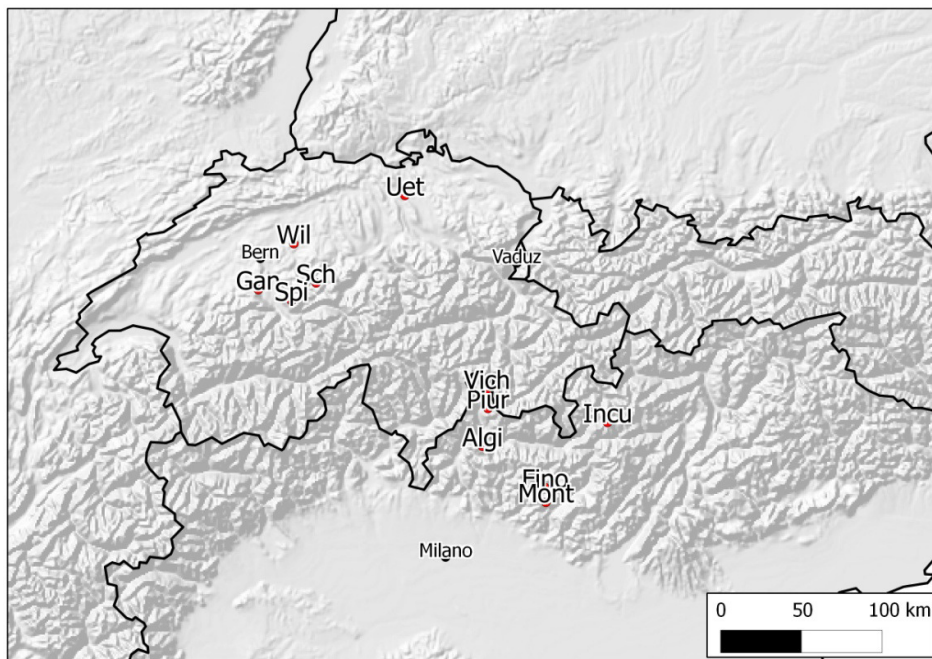 Uet
Wil
Bern
Vaduz
Sch
Gar
Spi
Vich
Piur
Incu
Algi
Fino
Mont
Milano
0 50 100 km